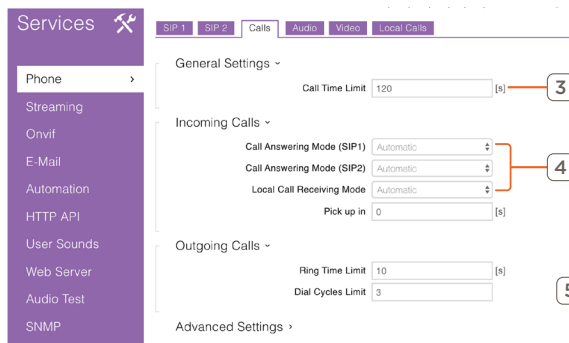 Services
SIP 1 SIP 2 Calls Audio Video Local Calls
General Settings
Phone
Call Time Limit 120 [s] 3
Streaming
Incoming Calls
Onvif
Call Answering Mode (SIP1) Automatic
E-Mail
Call Answering Mode (SIP2) Automatic 4
Automation
Local Call Receiving Mode Automatic
HTTP API
Pick up in 0 [s]
User Sounds
Outgoing Calls
Web Server
Ring Time Limit 10 [s]
Audio Test
Dial Cycles Limit 3 5
SNMP
Advanced Settings